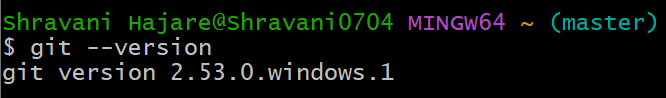 Shravani Hajare@Shravani0704 MINGW64 ~ (master)
$ git --version
git version 2.53.0.windows.1